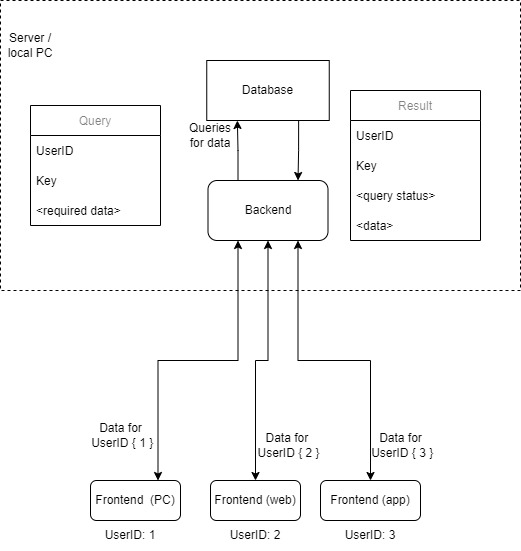 Server /
local PC
Database
Query
UserID
Key
<required data>
Queries
for data
Result
UserID
Key
<query status>
<data>
Backend
Data for
UserID { 1 }
Data for
UserID { 2 }
Data for
UserID { 3 }
Frontend (PC)
Frontend (web)
Frontend (app)
UserID: 1
UserID: 2
UserID: 3